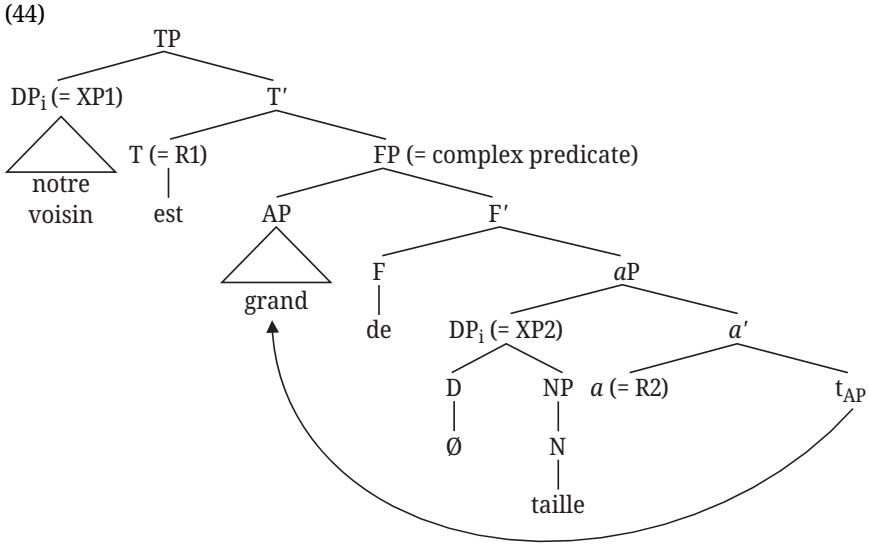 (44)
TP
DPi (= XP1) T′
notre
voisin
T (= R1) FP (= complex predicate)
est AP F′
grand
F aP
de DPi (= XP2) a′
D NP a (= R2) tAP
Ø N
taille